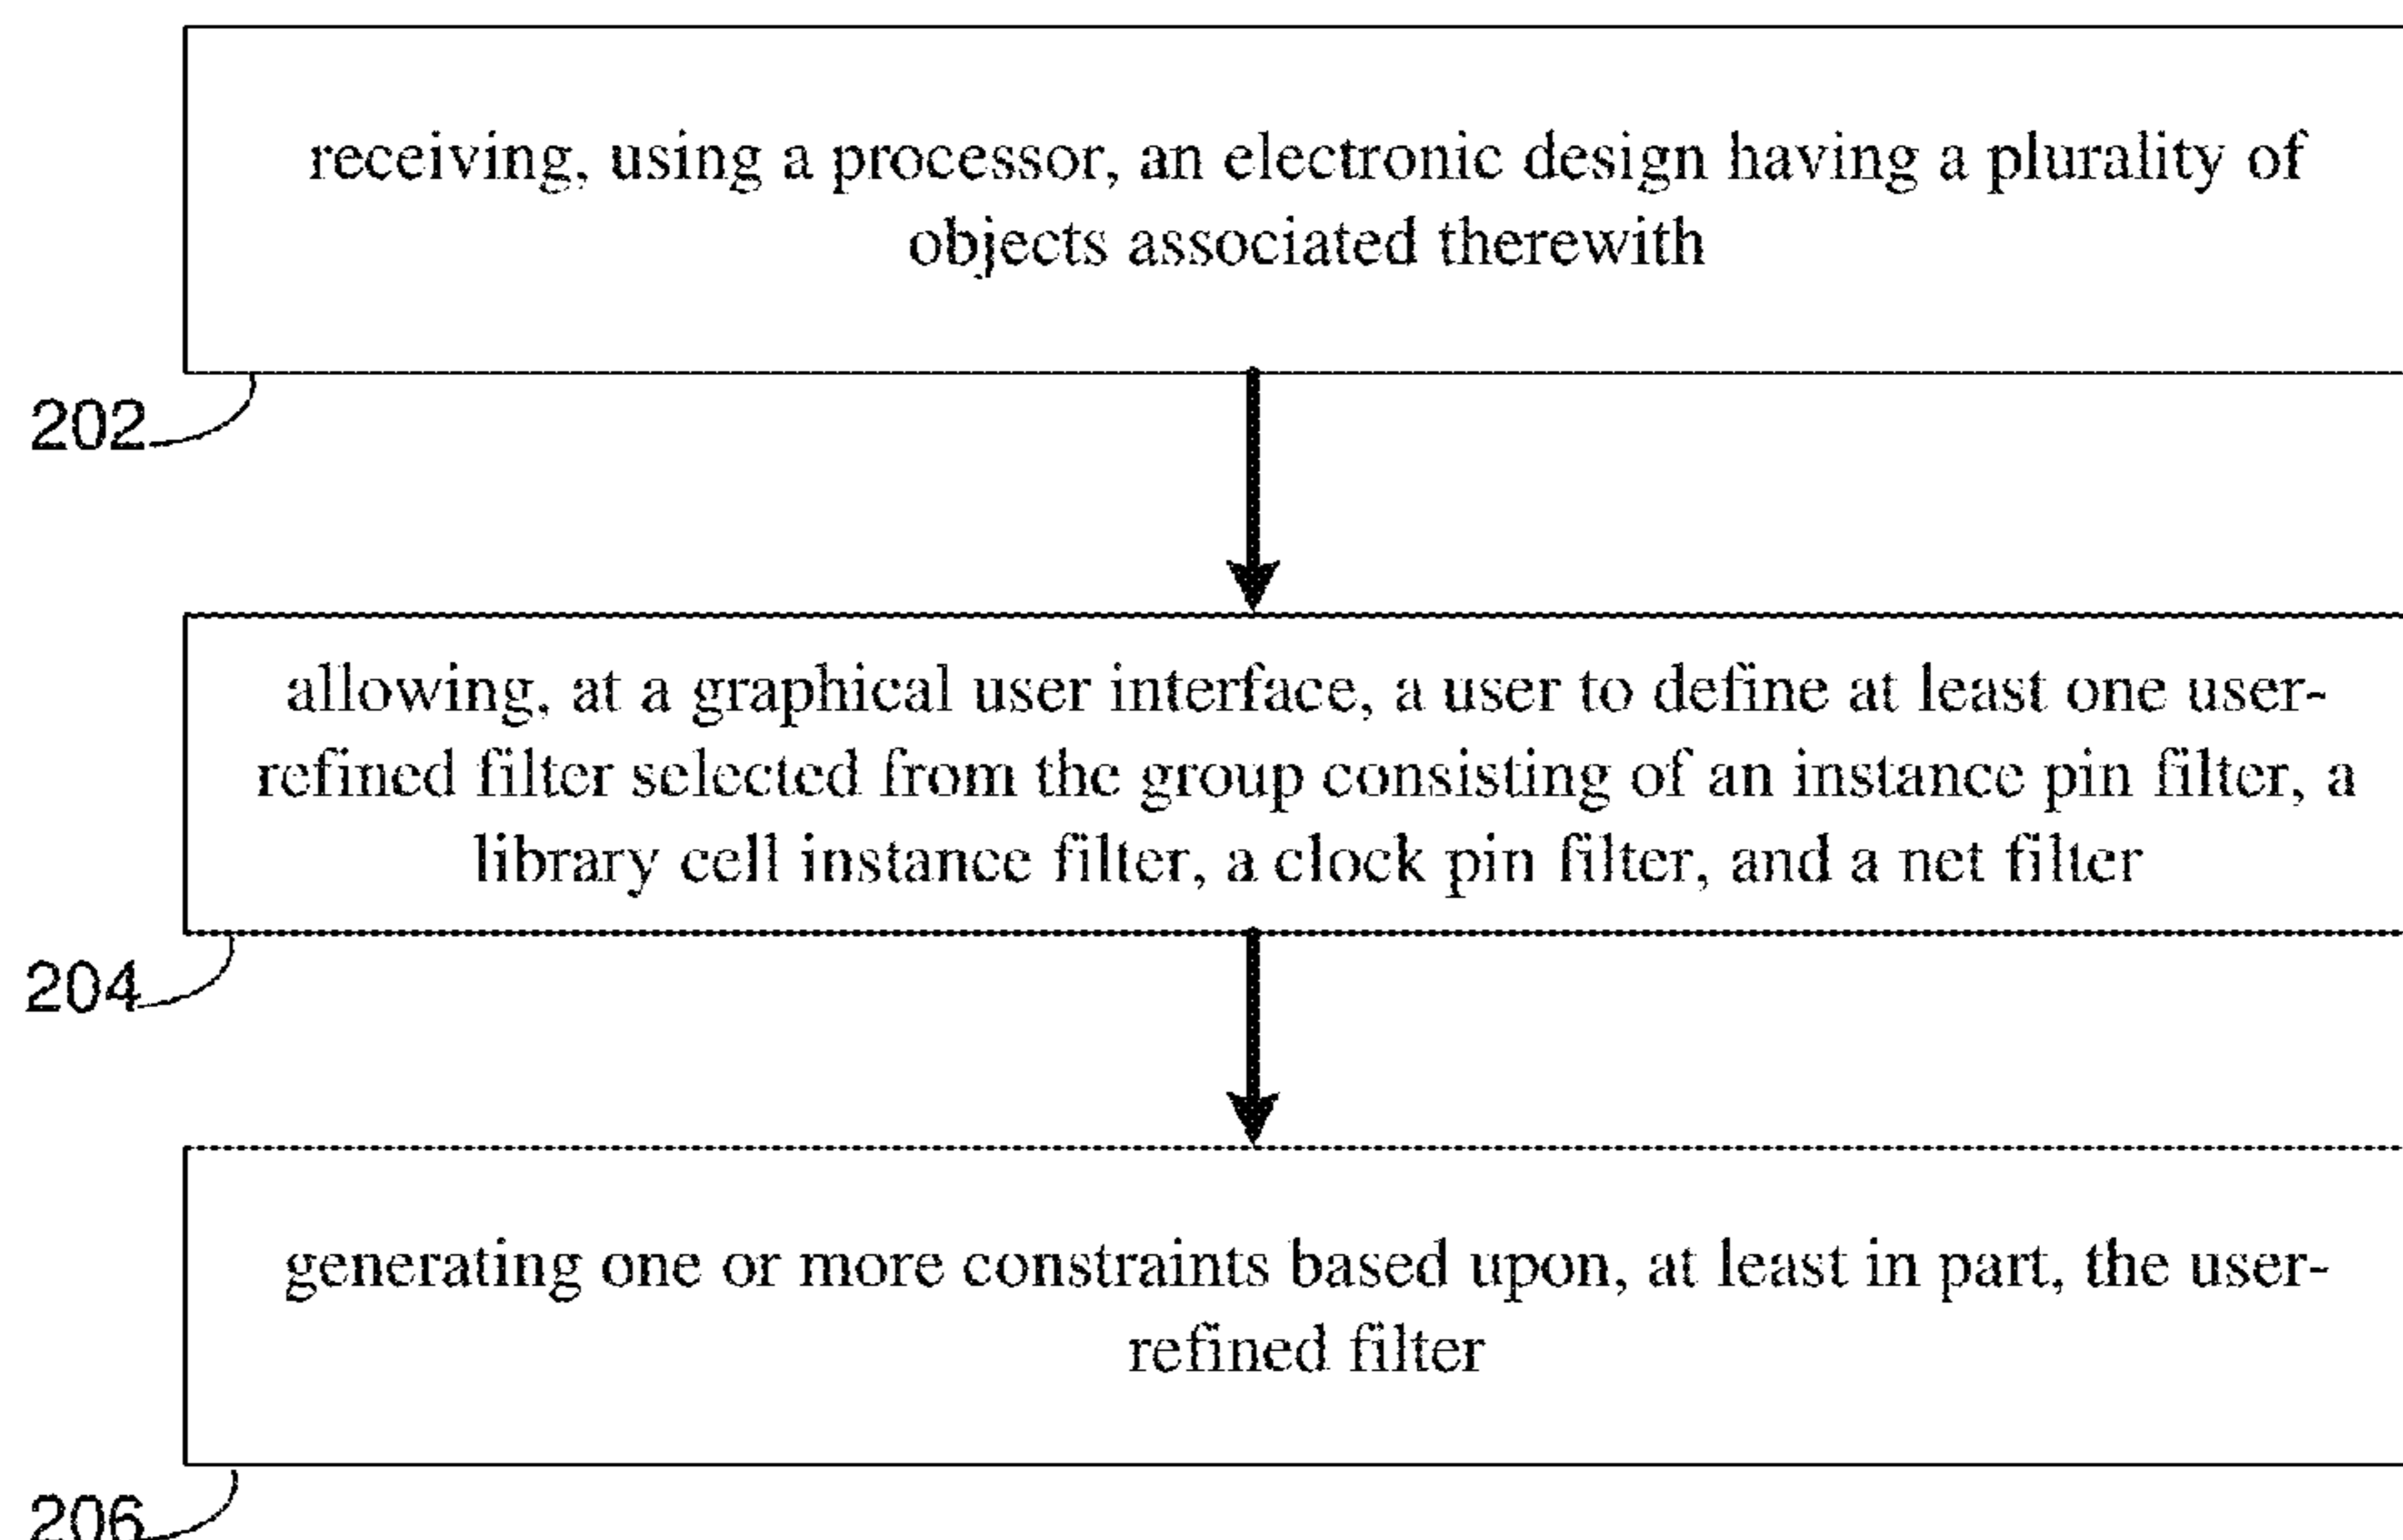 receiving, using a processor, an electronic design having a plurality of
objects associated therewith
202
allowing, at a graphical user interface, a user to define at least one user-
refined filter selected from the group consisting of an instance pin filter, a
library cell instance filter, a clock pin filter, and a net filter
204
generating one or more constraints based upon, at least in part, the user-
refined filter
206